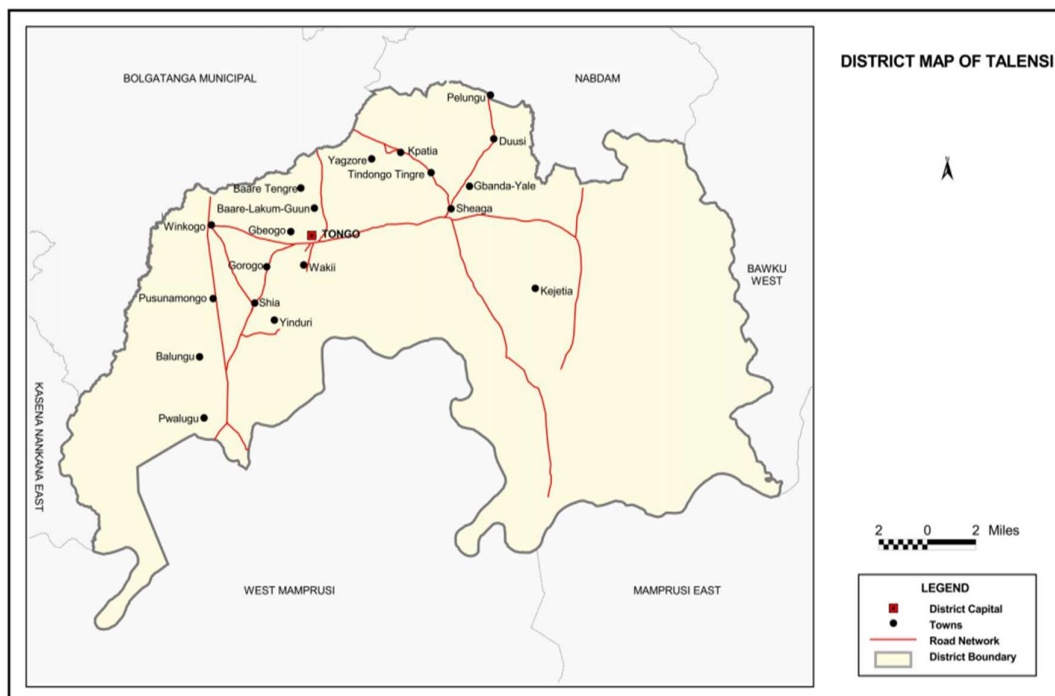 DISTRICT MAP OF TALENSI
BOLGATANGA MUNICIPAL
NABDAM
Pelungu
Duusi
Kpatia
Yagzore
Tindongo Tingre
Gbanda-Yale
Baare Tengre
Baare-Lakum-Guun
Sheaga
Winkogo
Gbeogo
TONGO
Gorogo
Wakii
BAWKU
WEST
Kejetia
Pusunamongo
Shia
Yinduri
Balungu
KASENA NANKANA EAST
Pwalugu
2 0 2 Miles
WEST MAMPRUSI
MAMPRUSI EAST
LEGEND
District Capital
Towns
Road Network
District Boundary
N